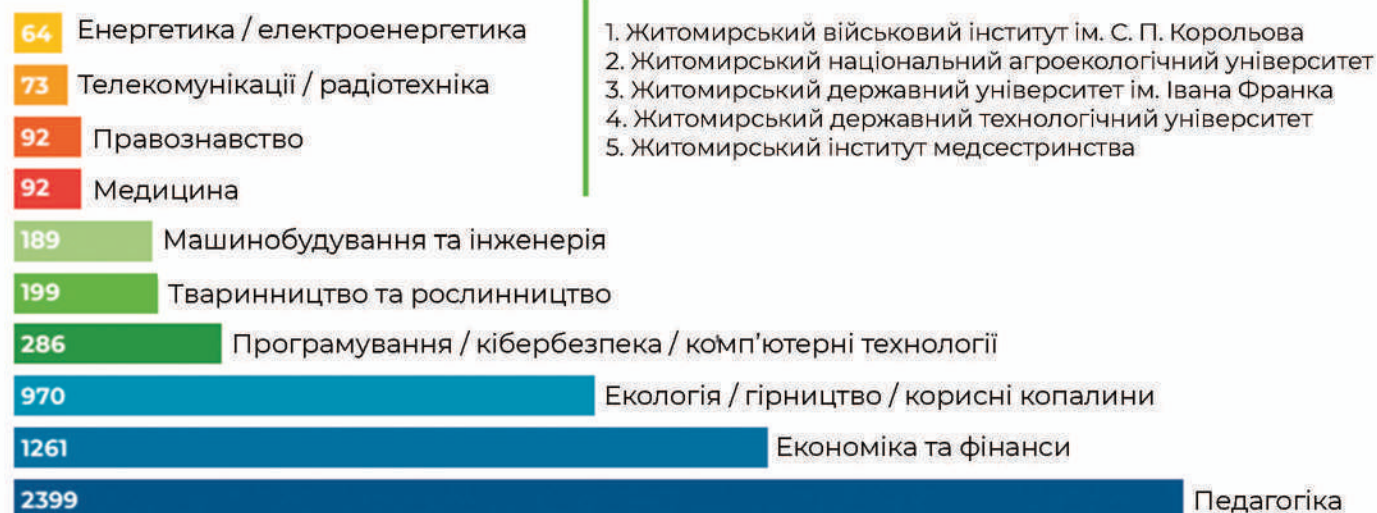 64 Енергетика / електроенергетика
73 Телекомунікації / радіотехніка
92 Правознавство
92 Медицина
189 Машинобудування та інженерія
199 Тваринництво та рослинництво
286 Програмування / кібербезпека / комп'ютерні технології
970 Екологія / гірництво / корисні копалини
1261 Економіка та фінанси
2399 Педагогіка
1. Житомирський військовий інститут ім. С. П. Корольова
2. Житомирський національний агроекологічний університет
3. Житомирський державний університет ім. Івана Франка
4. Житомирський державний технологічний університет
5. Житомирський інститут медсестринства